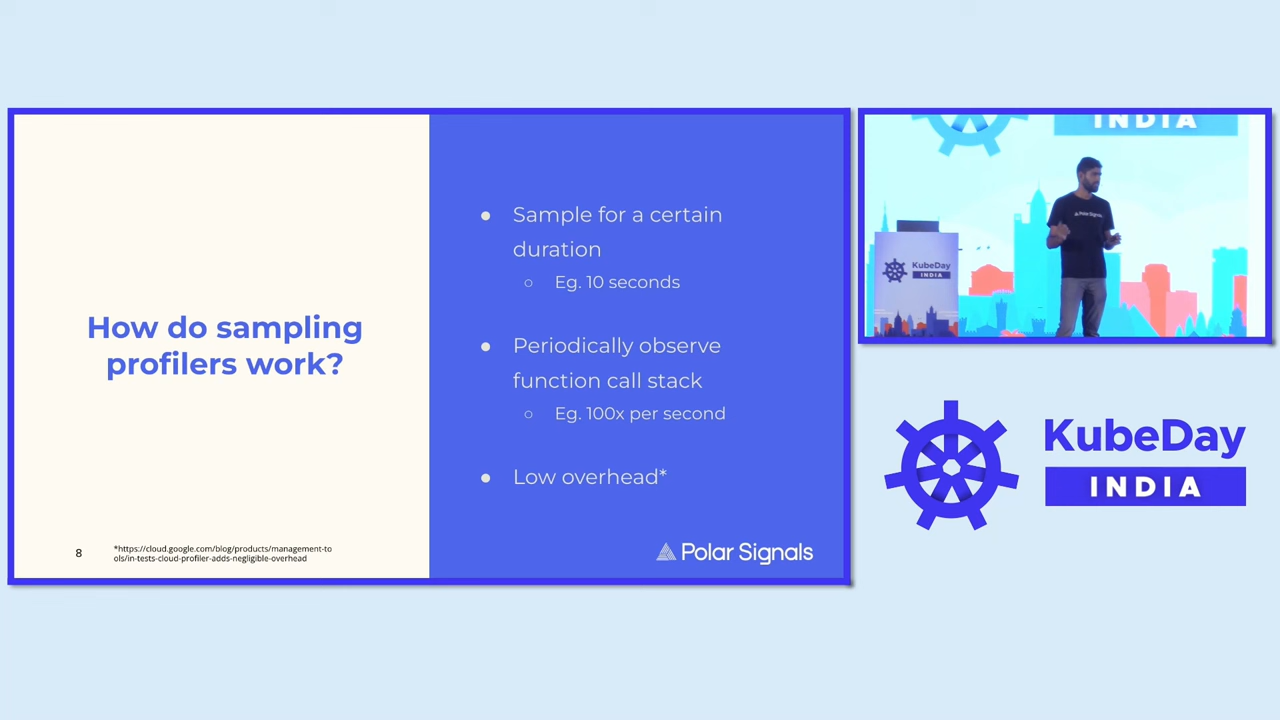 How do sampling
profilers work?
8
*https://cloud.google.com/blog/products/management-to
ols/in-tests-cloud-profiler-adds-negligible-overhead
● Sample for a certain
duration
○ Eg. 10 seconds
● Periodically observe
function call stack
○ Eg. 100x per second
● Low overhead*
Polar Signals
INDIA
Polar Signals
KubeDay
INDIA
KubeDay
INDIA